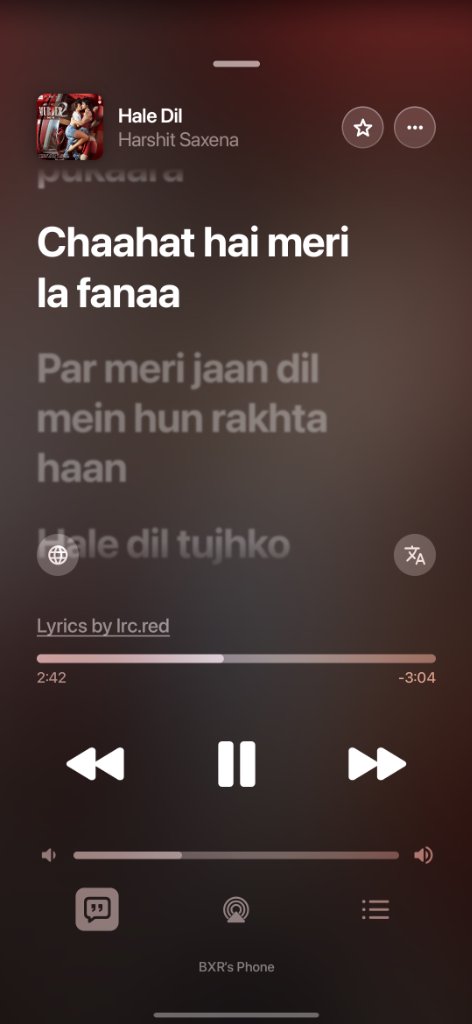 Hale Dil
Harshit Saxena
pukaara
Chaahat hai meri
la fanaa
Par meri jaan dil
mein hun rakhta
haan
Hale dil tujhko
Lyrics by lrc.red
2:42
-3:04
BXR's Phone